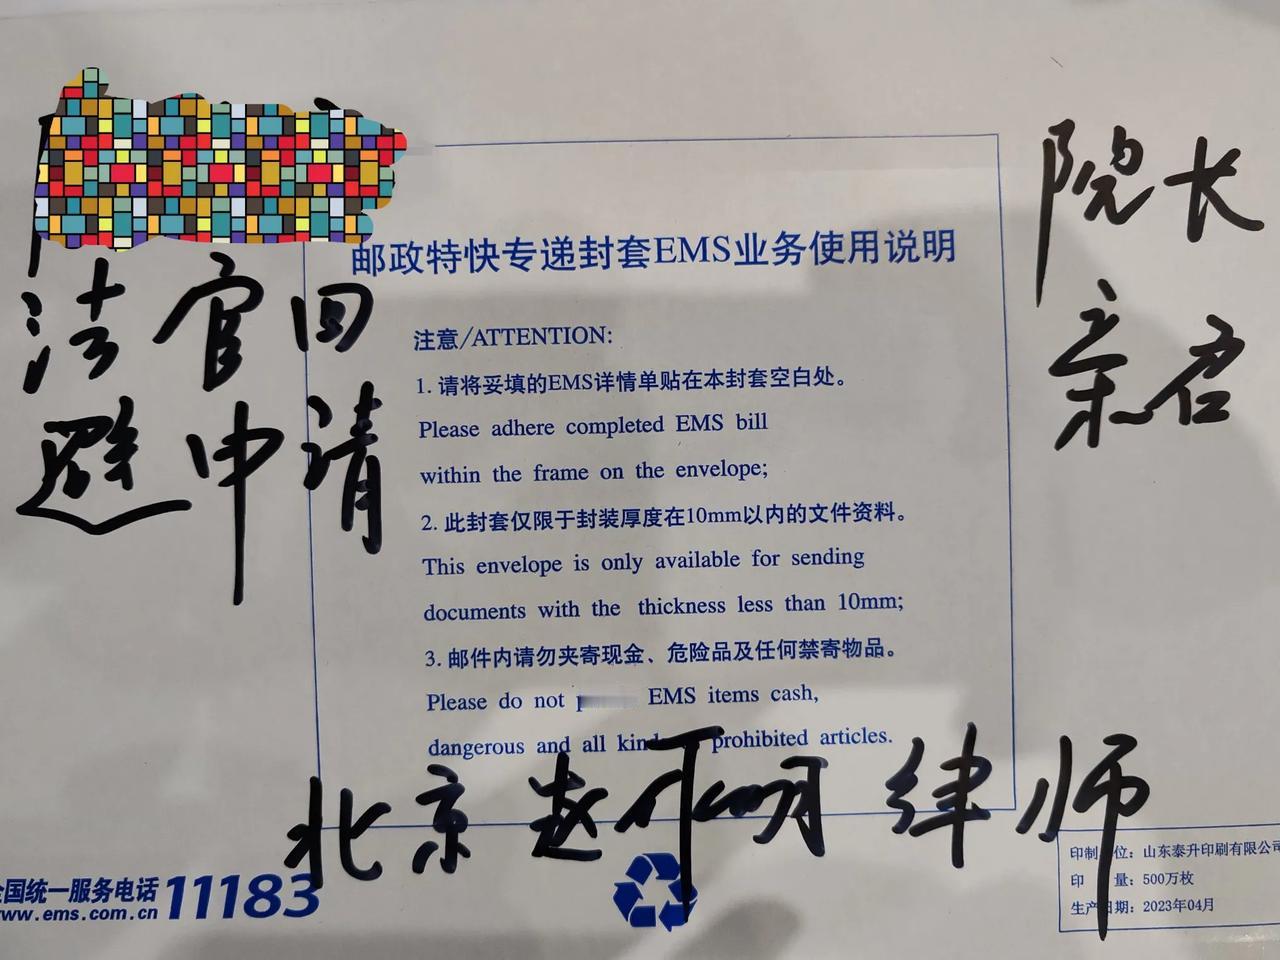 院长
亲启
法官回
避申请
邮政特快专递封套EMS业务使用说明
注意/ATTENTION:
1. 请将妥填的EMS详情单贴在本封套空白处。
Please adhere completed EMS bill
within the frame on the envelope;
2. 此封套仅限于封装厚度在10mm以内的文件资料。
This envelope is only available for sending
documents with the thickness less than 10mm;
3. 邮件内请勿夹寄现金、危险品及任何禁寄物品。
Please do not EMS items cash,
dangerous and all prohibited articles.
北京赵 明律师
全国统一服务电话 11183
www.ems.com.cn
印制单位：山东泰升印刷有限公司
印 量：500万枚
生产日期：2023年04月